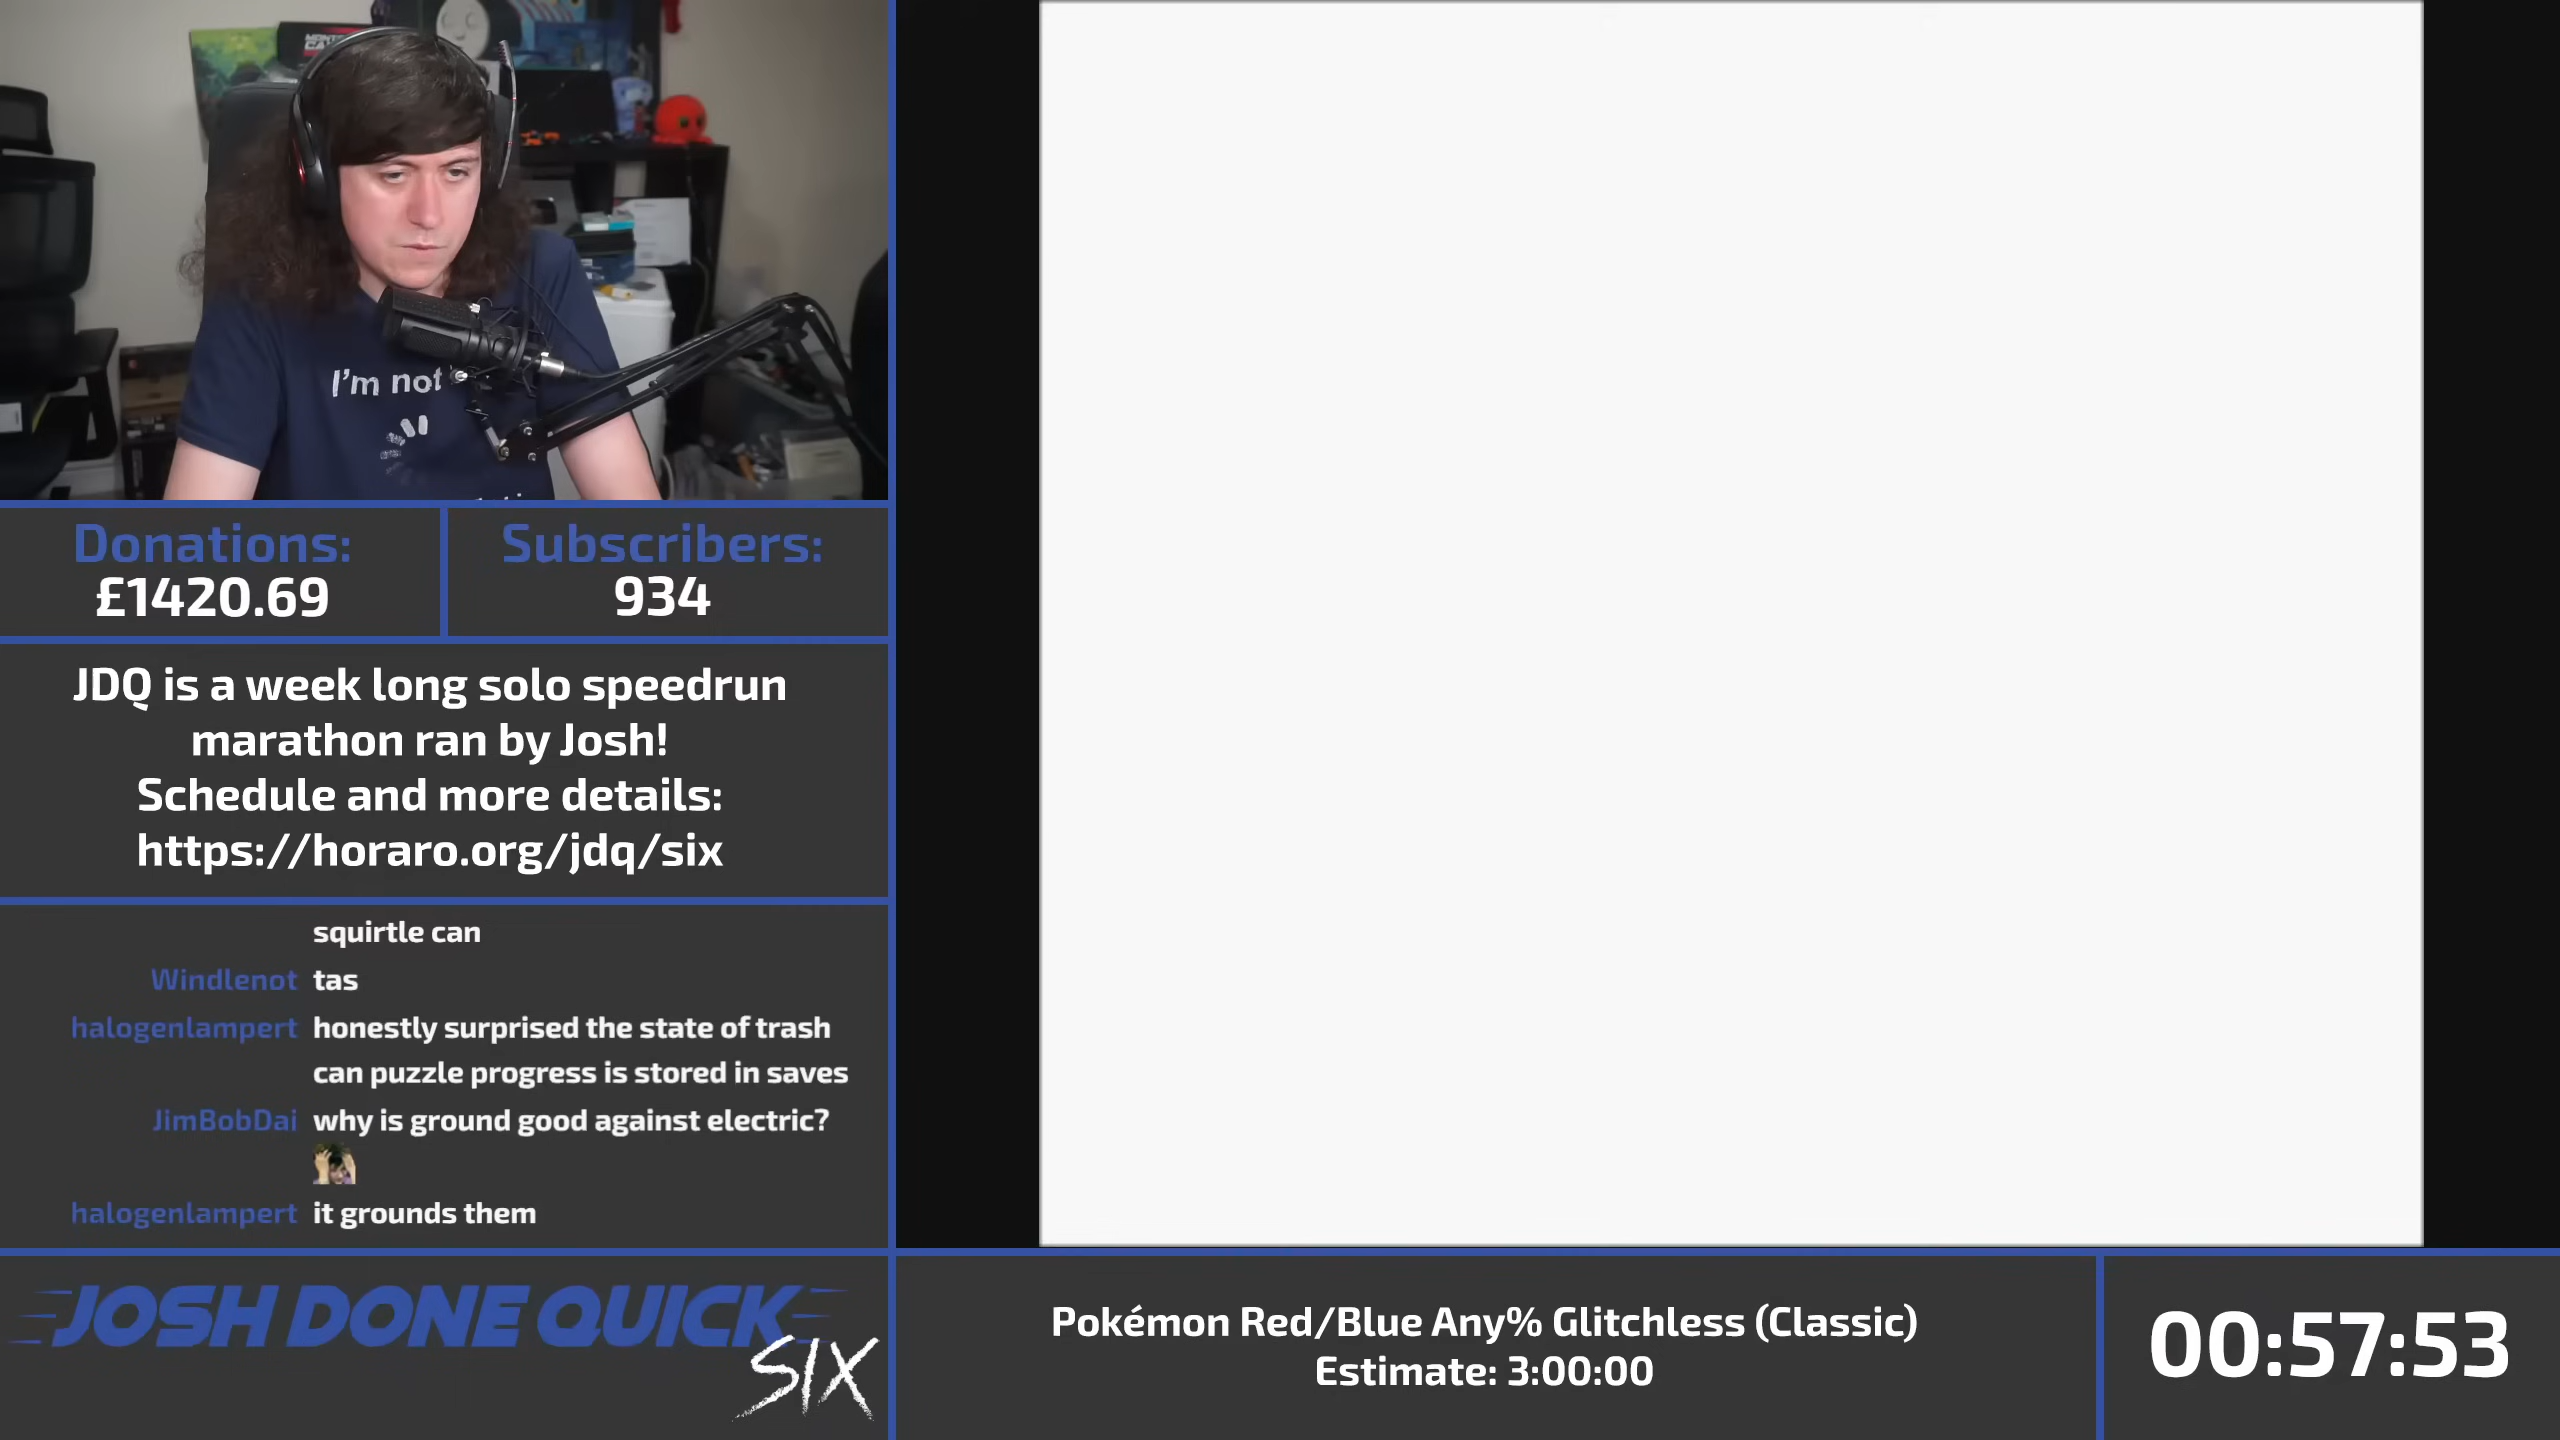 I'm not
Donations:
£1420.69
Subscribers:
934
JDQ is a week long solo speedrun
marathon ran by Josh!
Schedule and more details:
https://horaro.org/jdq/six
squirtle can
Windlenot tas
halogenlampert honestly surprised the state of trash
can puzzle progress is stored in saves
JimBobDai why is ground good against electric?
halogenlampert it grounds them
JOSH DONE QUICK
SIX
Pokémon Red/Blue Any% Glitchless (Classic)
Estimate: 3:00:00
00:57:53